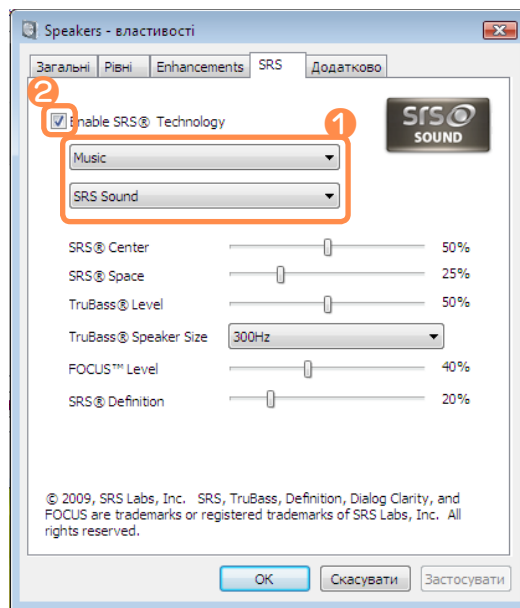 Speakers - властивості
Загальні Рівні Enhancements SRS Додатково
2
Enable SRS® Technology
1
SRS SOUND
Music
SRS Sound
SRS® Center 50%
SRS® Space 25%
TruBass® Level 50%
TruBass® Speaker Size 300Hz
FOCUS™ Level 40%
SRS® Definition 20%
© 2009, SRS Labs, Inc. SRS, TruBass, Definition, Dialog Clarity, and
FOCUS are trademarks or registered trademarks of SRS Labs, Inc. All
rights reserved.
OK Скасувати Застосувати